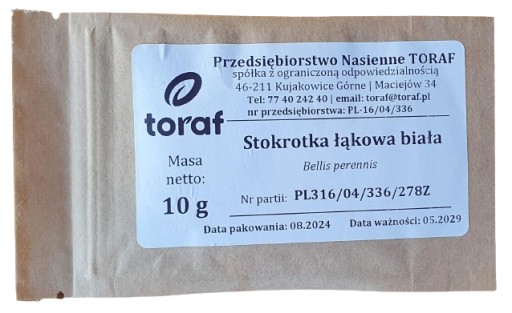 Przedsiębiorstwo Nasienne TORAF
spółka z ograniczoną odpowiedzialnością
46-211 Kujakowice Górne | Maciejów 34
Tel: 77 40 242 40 | email: toraf@toraf.pl
nr przedsiębiorstwa: PL-16/04/336
toraf
Stokrotka łąkowa biała
Bellis perennis
Masa
netto:
10 g
Nr partii: PL316/04/336/278Z
Data pakowania: 08.2024 Data ważności: 05.2029